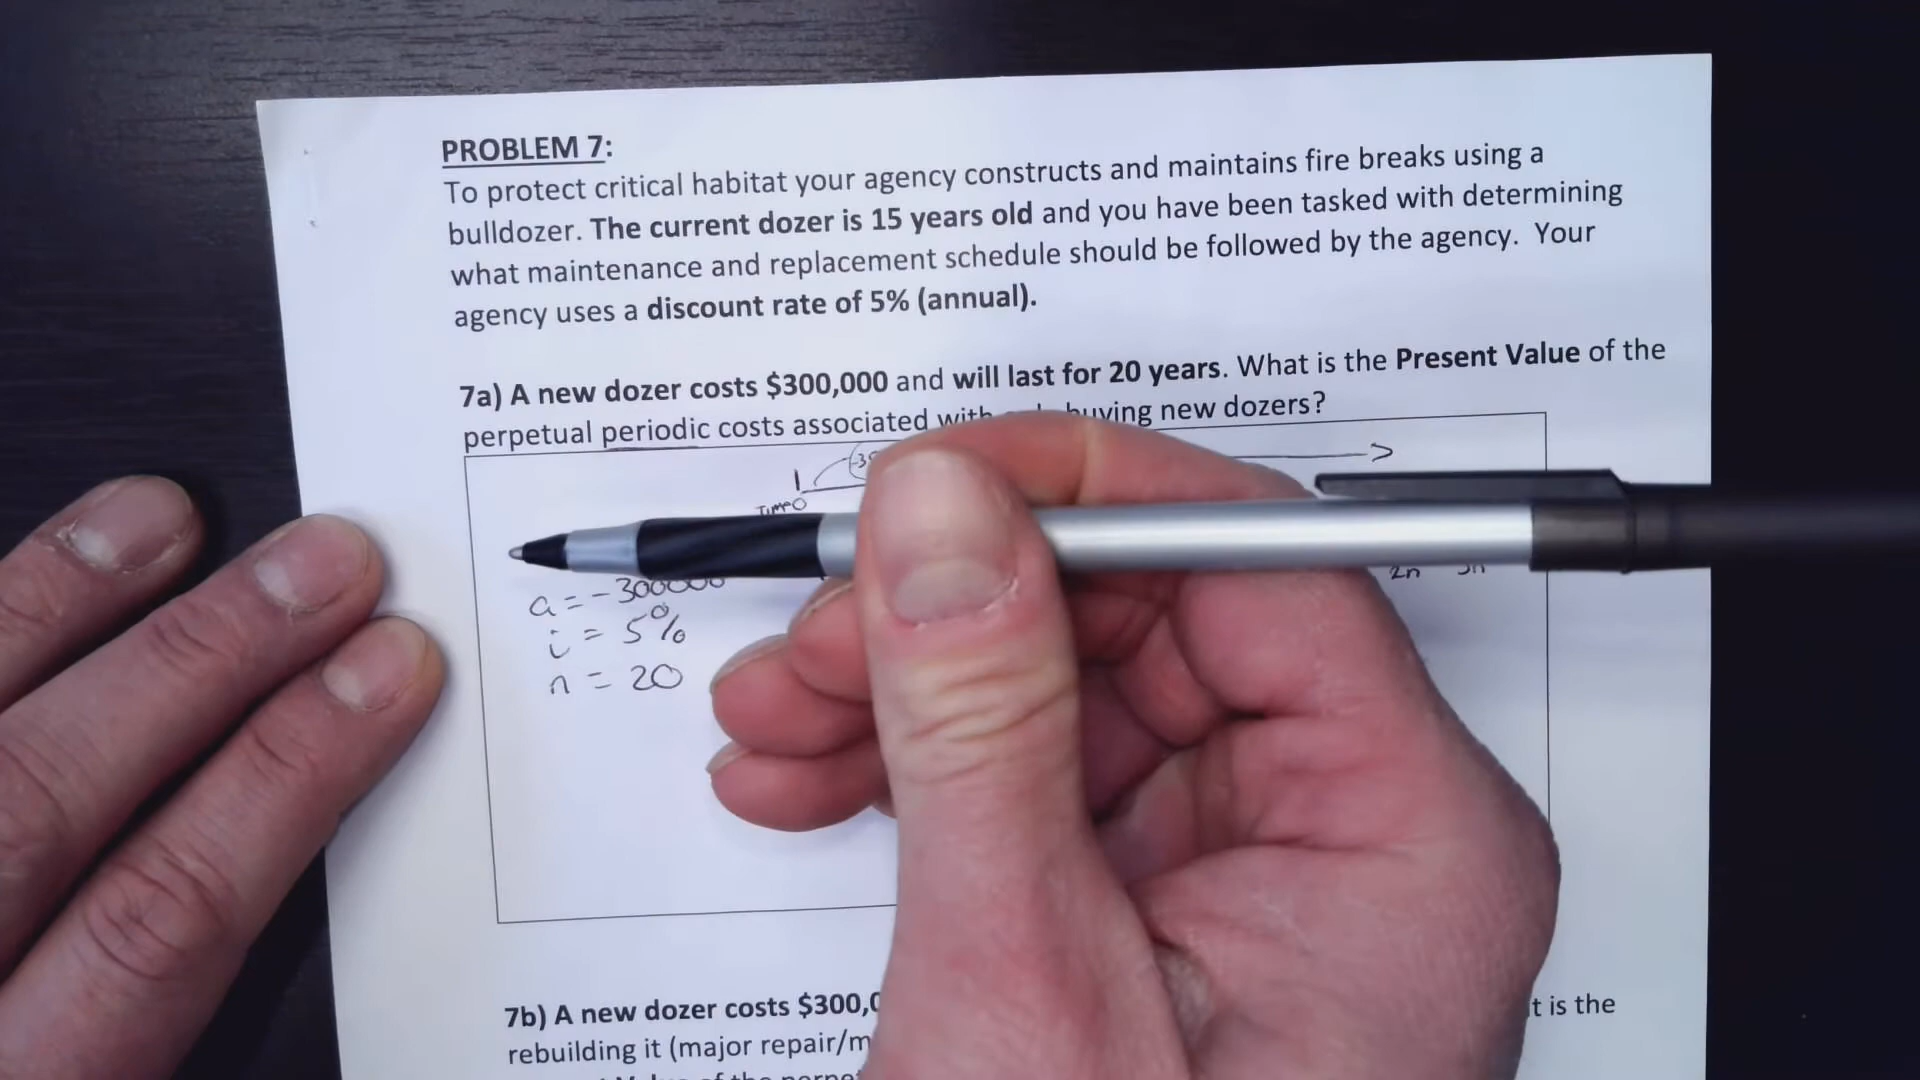 PROBLEM 7:
To protect critical habitat your agency constructs and maintains fire breaks using a
bulldozer. The current dozer is 15 years old and you have been tasked with determining
what maintenance and replacement schedule should be followed by the agency. Your
agency uses a discount rate of 5% (annual).
7a) A new dozer costs $300,000 and will last for 20 years. What is the Present Value of the
perpetual periodic costs associated with buying new dozers?
Time 0
2n 3n
a = -300000
i = 5%
n = 20
7b) A new dozer costs $300,0
t is the
rebuilding it (major repair/m